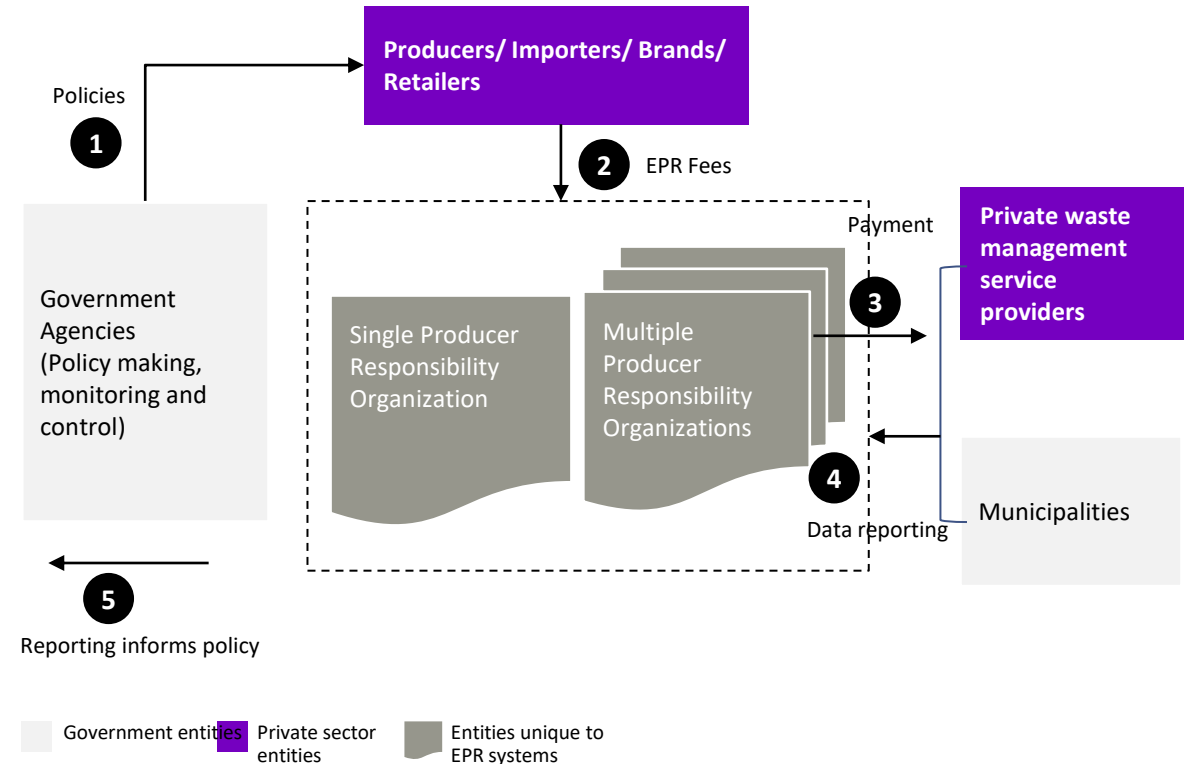 Producers/ Importers/ Brands/
Retailers
Policies
1
2
EPR Fees
Government
Agencies
(Policy making,
monitoring and
control)
Single Producer
Responsibility
Organization
Multiple
Producer
Responsibility
Organizations
Payment
3
Private waste
management
service
providers
4
Data reporting
Municipalities
5
Reporting informs policy
Government entities
Private sector
entities
Entities unique to
EPR systems